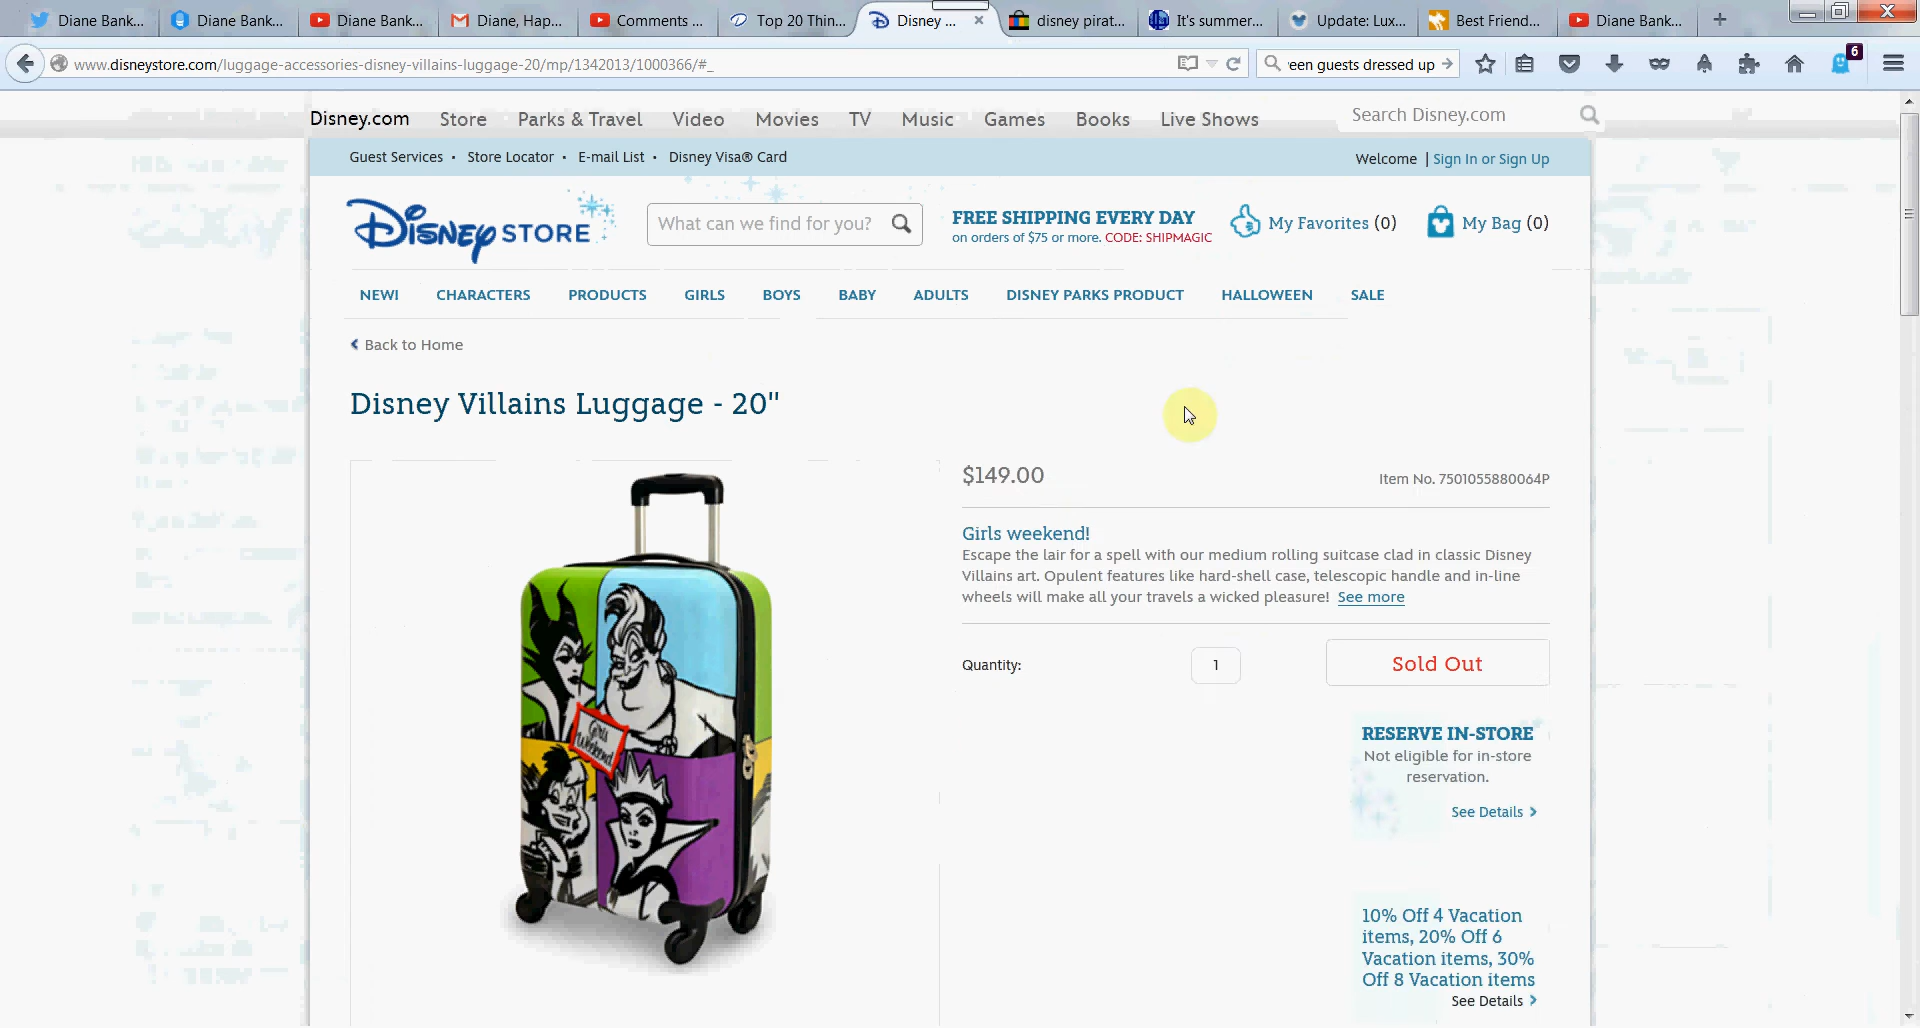 Diane Bank...
Diane Bank...
Diane Bank...
Diane, Hap...
Comments ...
Top 20 Thin...
Disney ...
disney pirat...
It's summer...
Update: Lux...
Best Friend...
Diane Bank...
www.disneystore.com/luggage-accessories-disney-villains-luggage-20/mp/1342013/1000366/#_
een guests dressed up
6
Disney.com
Store
Parks & Travel
Video
Movies
TV
Music
Games
Books
Live Shows
Search Disney.com
Guest Services •
Store Locator •
E-mail List •
Disney Visa® Card
Welcome | Sign In or Sign Up
Disney STORE
What can we find for you?
FREE SHIPPING EVERY DAY
on orders of $75 or more. CODE: SHIPMAGIC
My Favorites (0)
My Bag (0)
NEW!
CHARACTERS
PRODUCTS
GIRLS
BOYS
BABY
ADULTS
DISNEY PARKS PRODUCT
HALLOWEEN
SALE
Back to Home
Disney Villains Luggage - 20"
$149.00
Item No. 7501055880064P
Girls weekend!
Escape the lair for a spell with our medium rolling suitcase clad in classic Disney
Villains art. Opulent features like hard-shell case, telescopic handle and in-line
wheels will make all your travels a wicked pleasure! See more
Quantity:
1
Sold Out
Girls
Weekend
RESERVE IN-STORE
Not eligible for in-store
reservation.
See Details
10% Off 4 Vacation
items, 20% Off 6
Vacation items, 30%
Off 8 Vacation items
See Details